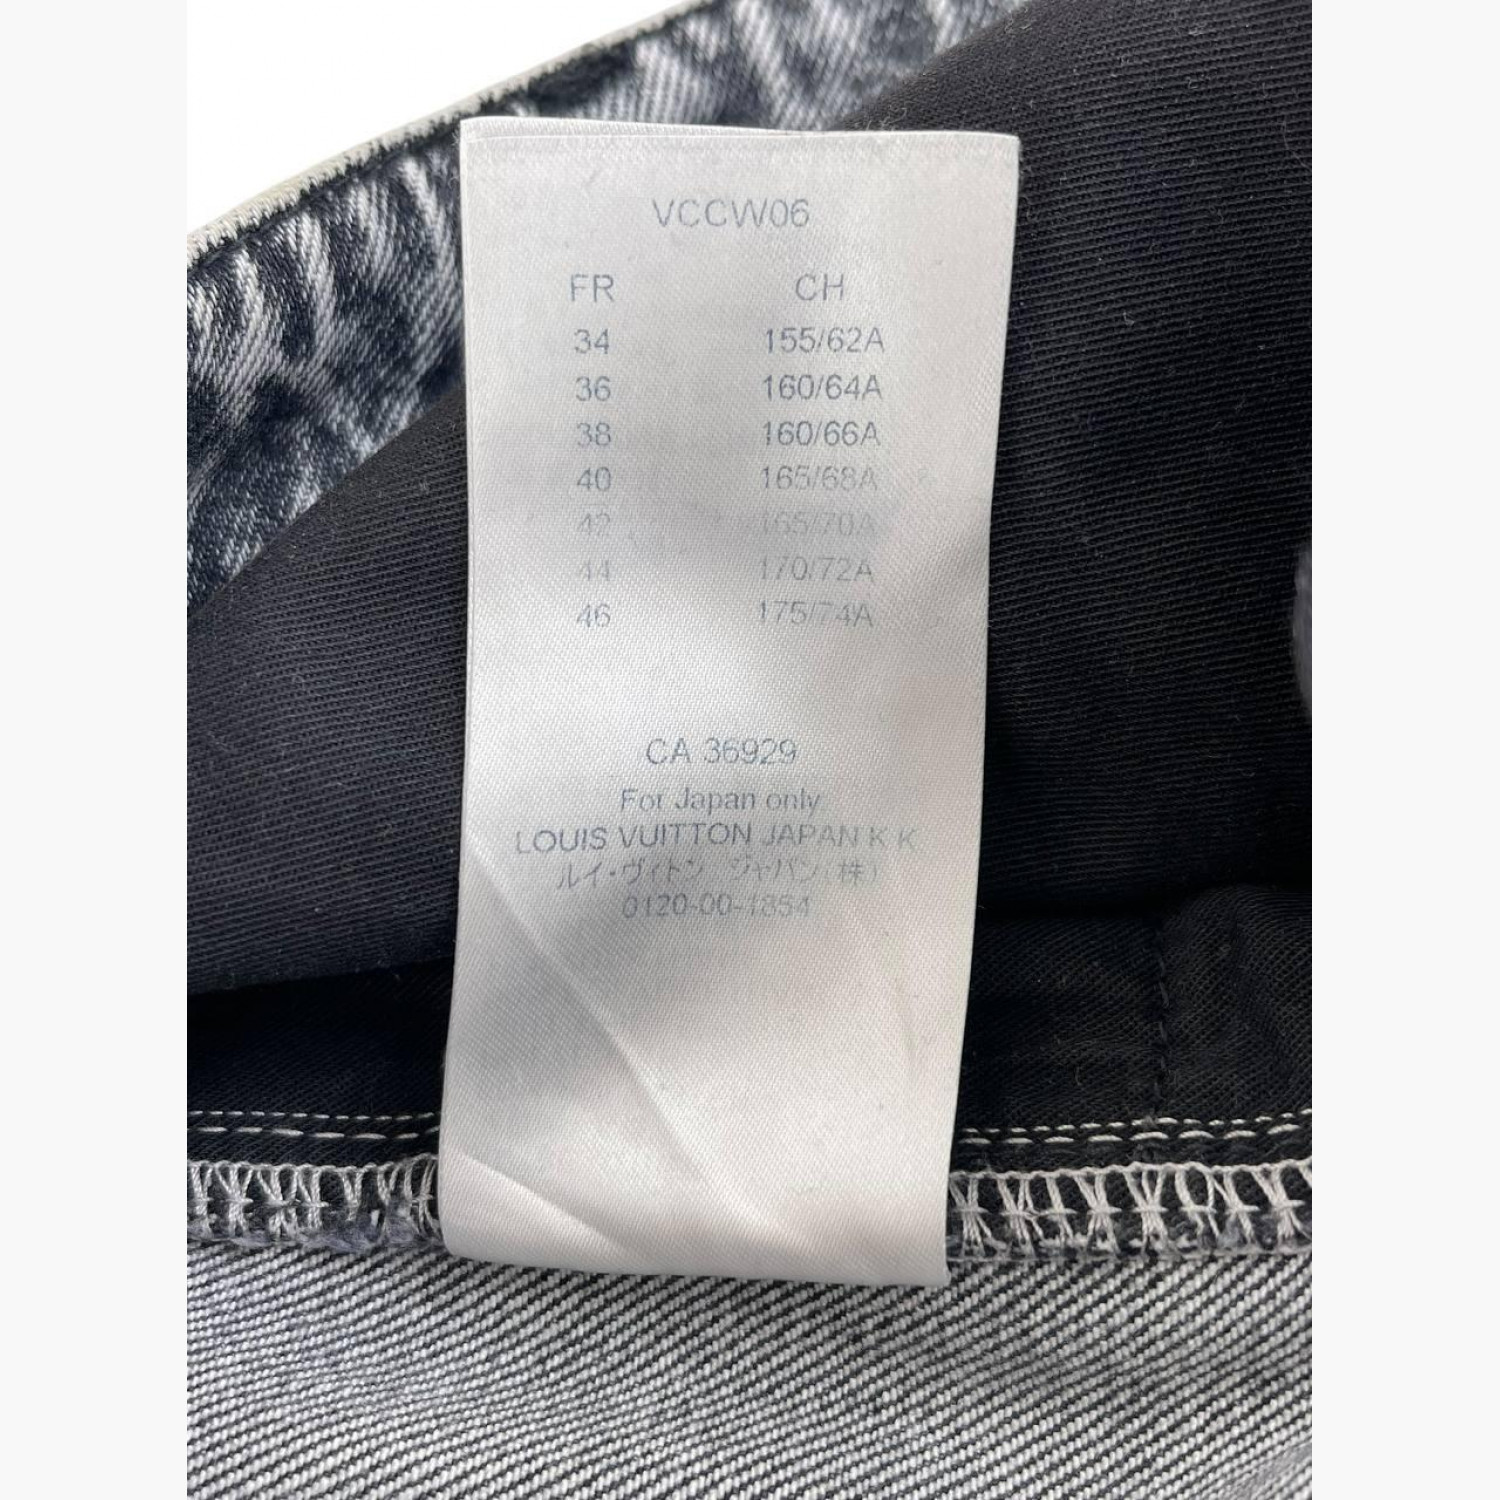 VCCW06
FR CH
34 155/62A
36 160/64A
38 160/66A
40 165/68A
42 165/70A
44 170/72A
46 175/74A
CA 36929
For Japan only
LOUIS VUITTON JAPAN K K
ルイ・ヴィトン ジャパン(株)
0120-00-1854